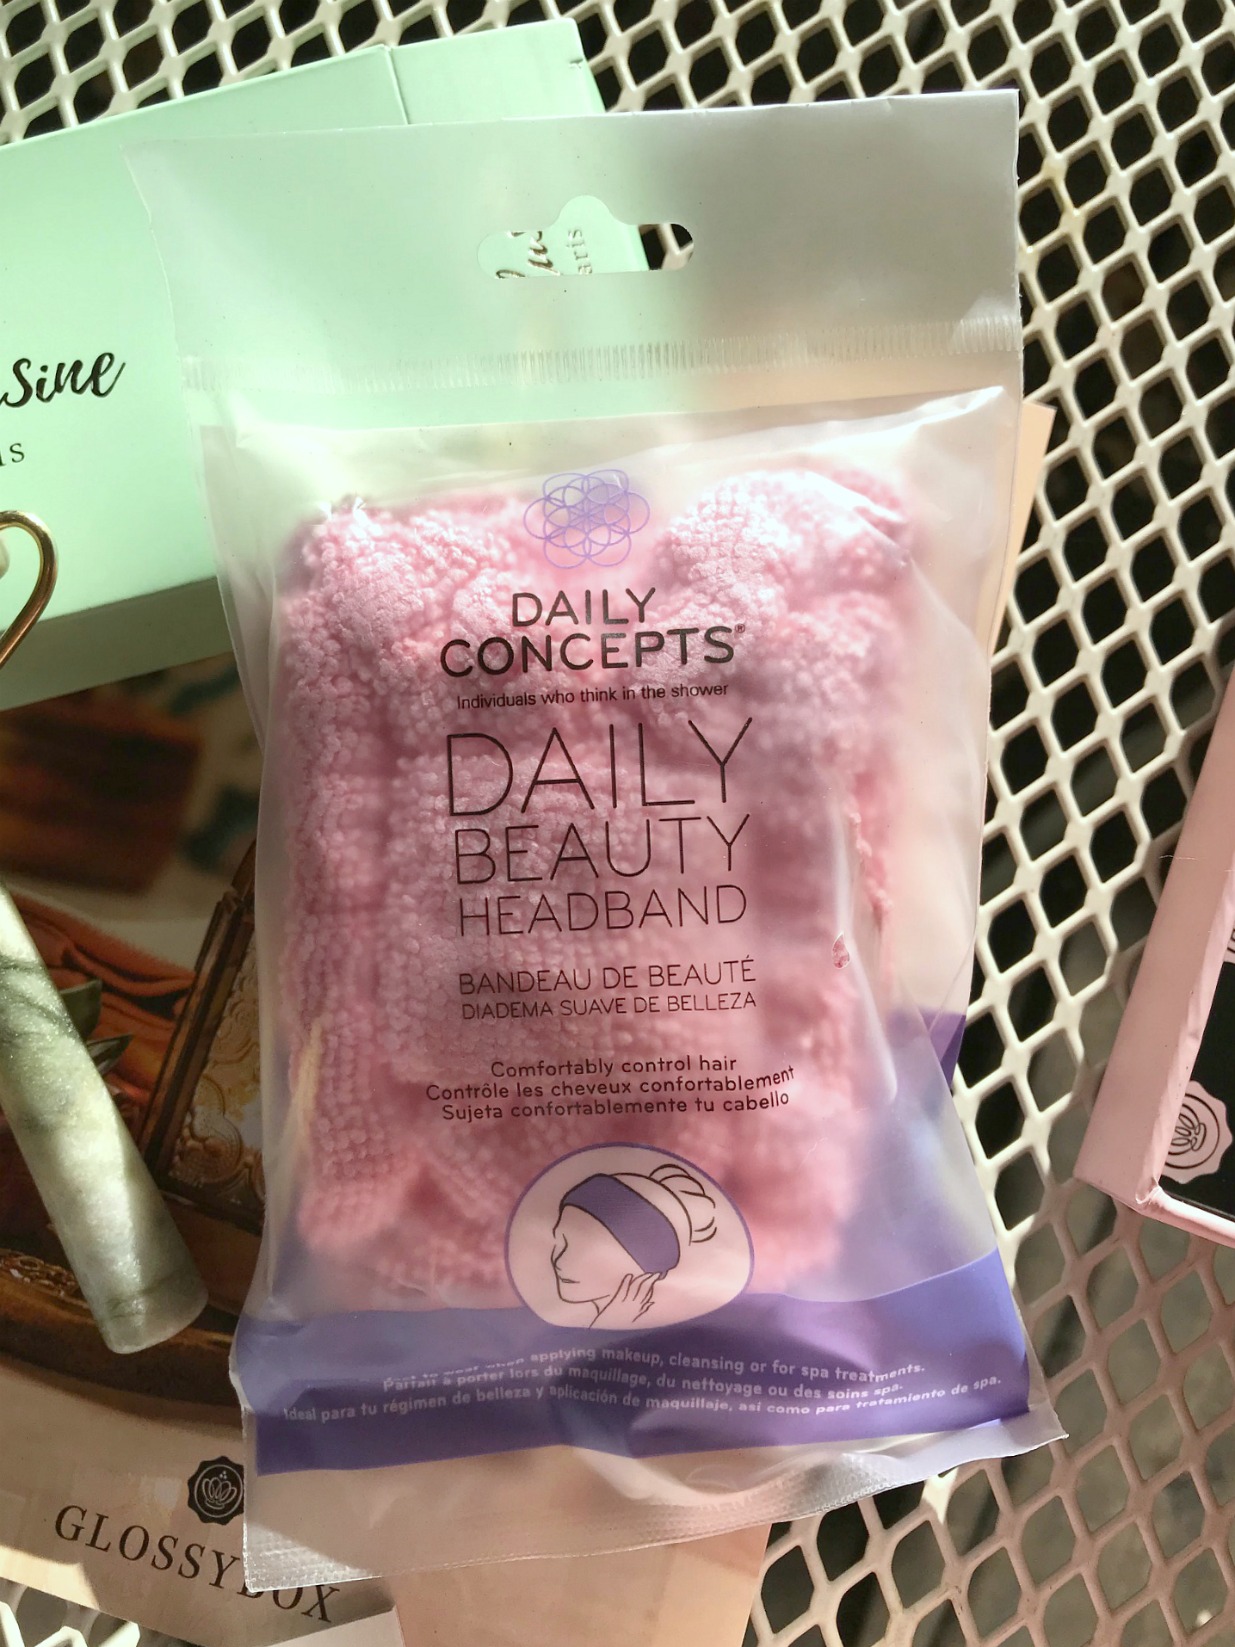 sine
DAILY
CONCEPTS®
Individuals who think in the shower
DAILY
BEAUTY
HEADBAND
BANDEAU DE BEAUTÉ
DIADEMA SUAVE DE BELLEZA
Comfortably control hair
Contrôle les cheveux confortablement
Sujeta confortablemente tu cabello
applying makeup, cleansing or for spa treatments.
Parfait à porter lors du maquillage, du nettoyage ou des soins spa.
Ideal para tu régimen de belleza y aplicación de maquillaje, asi como para tratamiento de spa.
GLOSSYBOX